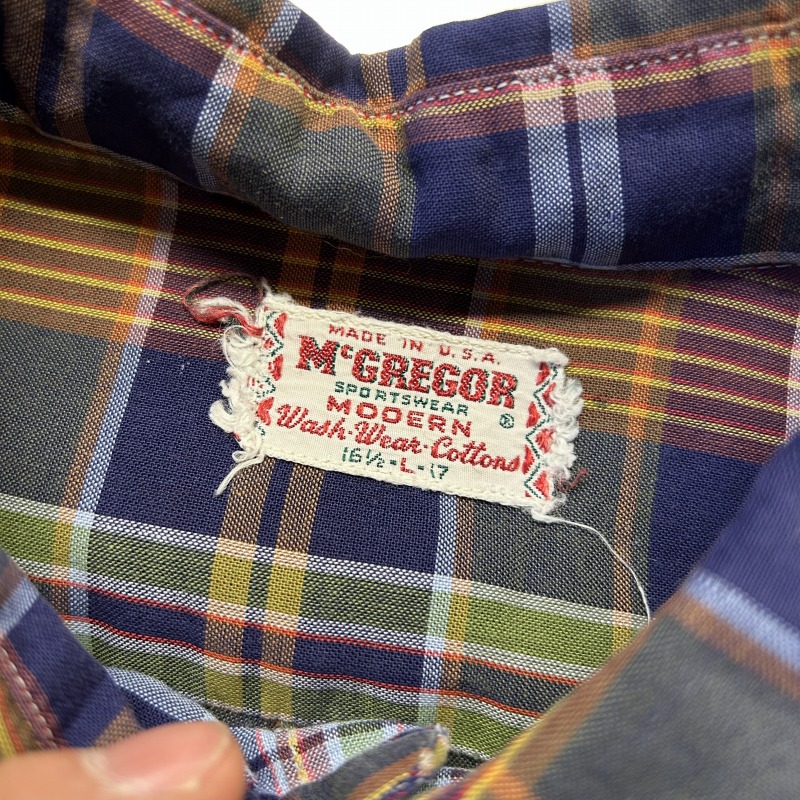 MADE IN U.S.A.
McGREGOR
SPORTSWEAR
MODERN ®
Wash-Wear-Cottons
16½-L-17